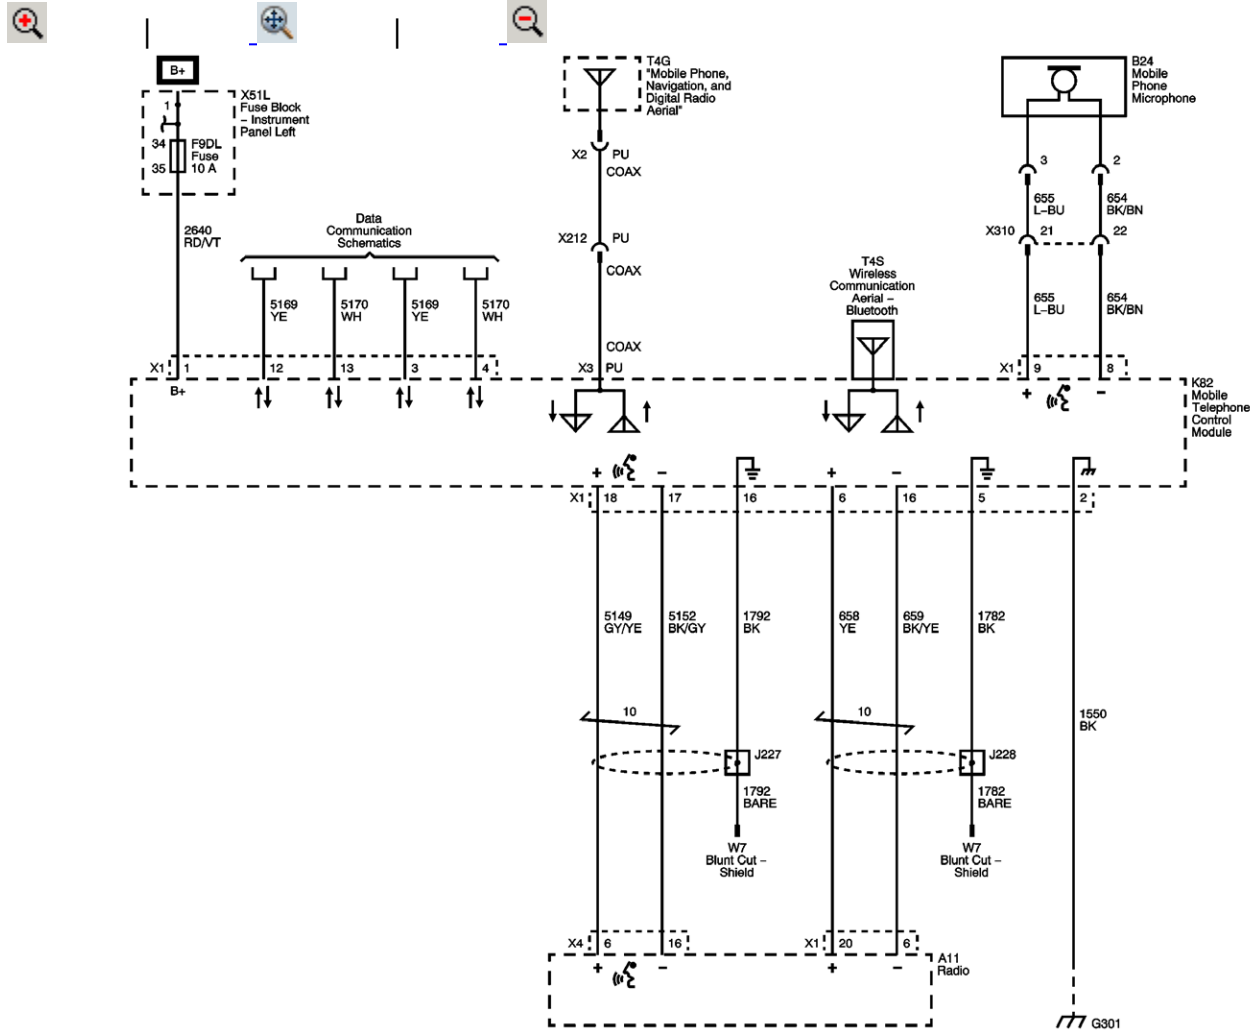 B+
X51L
Fuse Block
– Instrument
Panel Left
1
34
35
F9DL
Fuse
10 A
2640
RD/VT
Data
Communication
Schematics
5169
YE
5170
WH
5169
YE
5170
WH
T4G
"Mobile Phone,
Navigation, and
Digital Radio
Aerial"
X2
PU
COAX
X212
PU
COAX
COAX
X3
PU
T4S
Wireless
Communication
Aerial –
Bluetooth
B24
Mobile
Phone
Microphone
3
2
655
L–BU
654
BK/BN
X310
21
22
655
L–BU
654
BK/BN
X1
1
12
13
3
4
X1
9
8
B+
+
–
K82
Mobile
Telephone
Control
Module
+
–
+
–
X1
18
17
16
6
16
5
2
5149
GY/YE
5152
BK/GY
1792
BK
658
YE
659
BK/YE
1782
BK
10
10
1550
BK
J227
J228
1792
BARE
1782
BARE
W7
Blunt Cut –
Shield
W7
Blunt Cut –
Shield
X4
6
16
X1
20
6
+
–
+
–
A11
Radio
G301